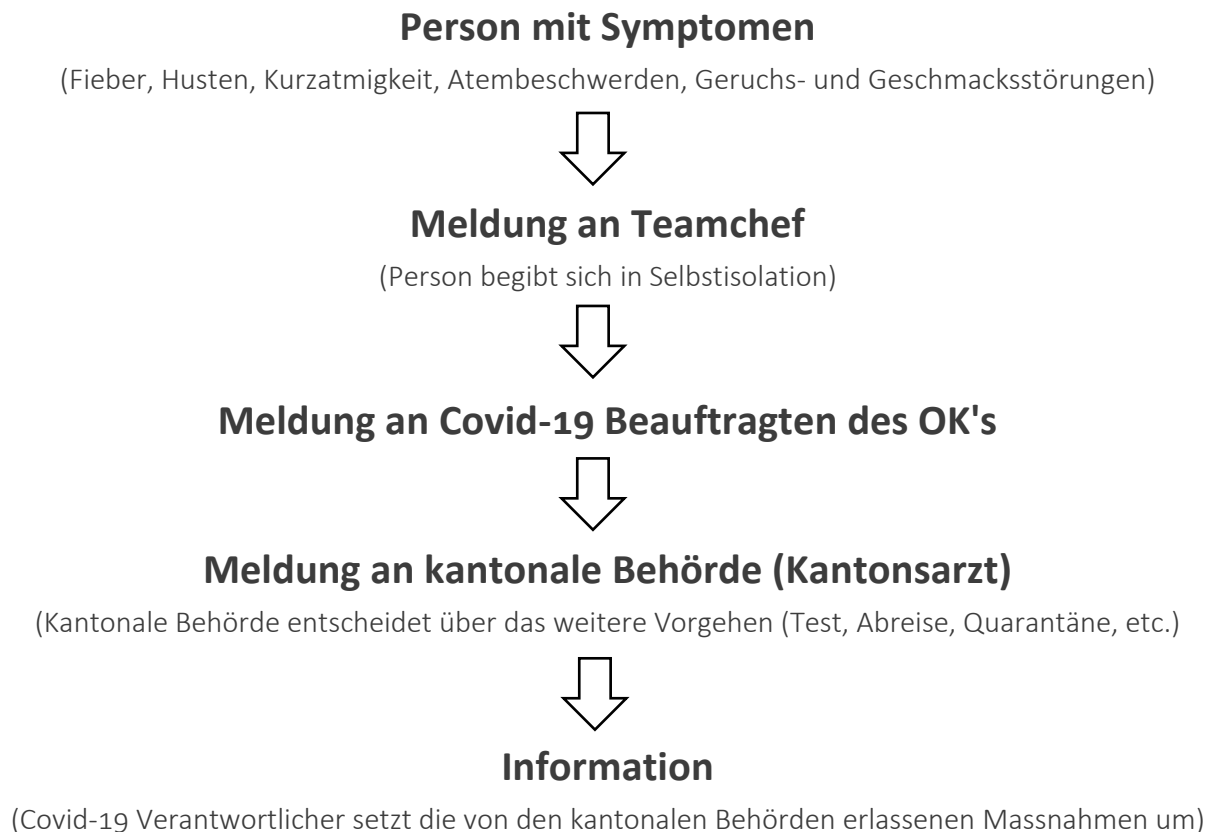 Person mit Symptomen
(Fieber, Husten, Kurzatmigkeit, Atembeschwerden, Geruchs- und Geschmacksstörungen)
Meldung an Teamchef
(Person begibt sich in Selbstisolation)
Meldung an Covid-19 Beauftragten des OK's
Meldung an kantonale Behörde (Kantonsarzt)
(Kantonale Behörde entscheidet über das weitere Vorgehen (Test, Abreise, Quarantäne, etc.)
Information
(Covid-19 Verantwortlicher setzt die von den kantonalen Behörden erlassenen Massnahmen um)